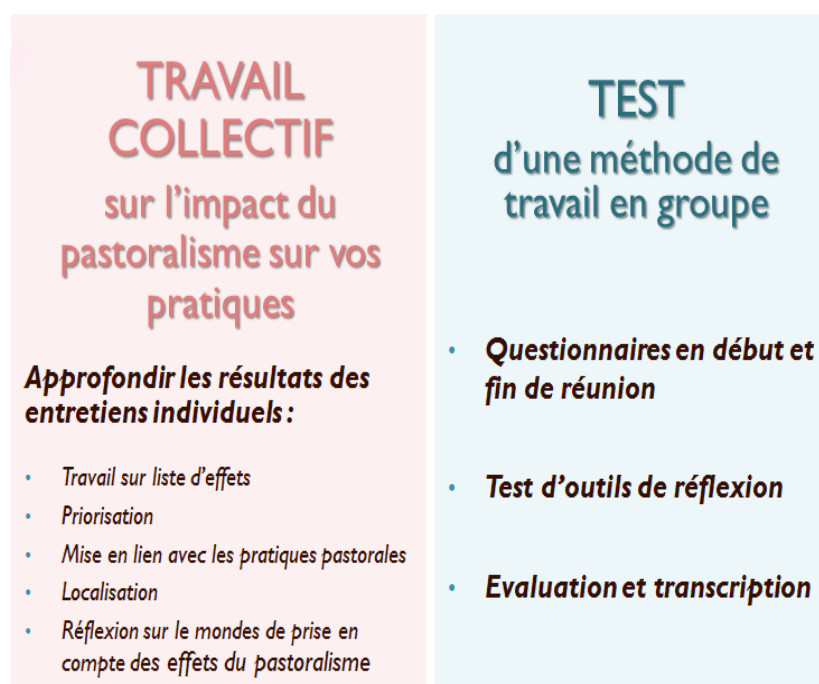 TRAVAIL
COLLECTIF
sur l'impact du
pastoralisme sur vos
pratiques
Approfondir les résultats des
entretiens individuels :
• Travail sur liste d'effets
• Priorisation
• Mise en lien avec les pratiques pastorales
• Localisation
• Réflexion sur le mondes de prise en
compte des effets du pastoralisme
TEST
d'une méthode de
travail en groupe
• Questionnaires en début et
fin de réunion
• Test d'outils de réflexion
• Evaluation et transcription